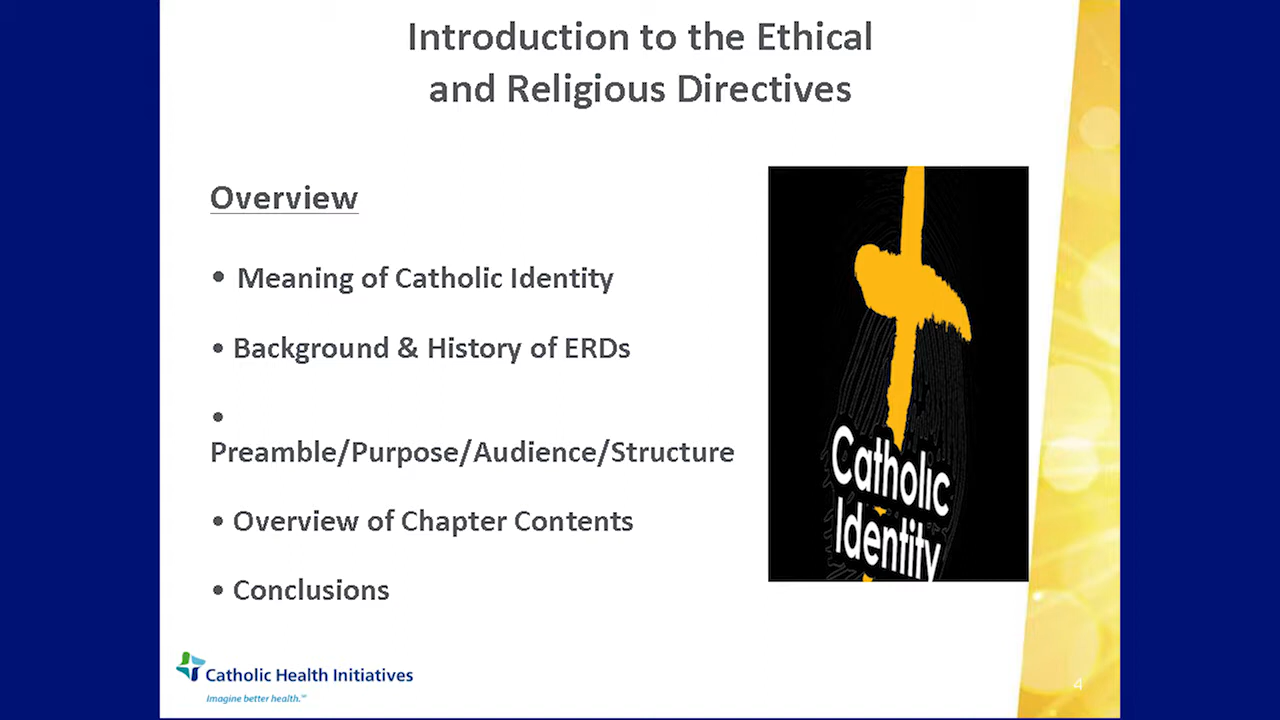 Introduction to the Ethical
and Religious Directives
Overview
• Meaning of Catholic Identity
• Background & History of ERDs
•
Preamble/Purpose/Audience/Structure
• Overview of Chapter Contents
• Conclusions
Catholic
Identity
Catholic Health Initiatives
Imagine better health.℠
4